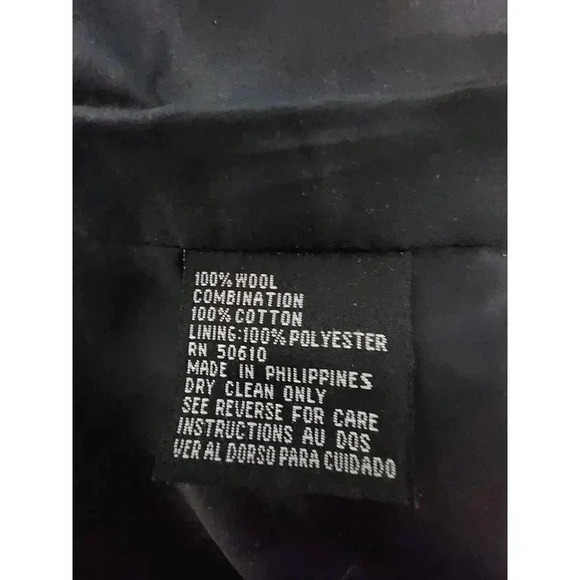 100% WOOL
COMBINATION
100% COTTON
LINING:100% POLYESTER
RN 50610
MADE IN PHILIPPINES
DRY CLEAN ONLY
SEE REVERSE FOR CARE
INSTRUCTIONS AU DOS
VER AL DORSO PARA CUIDADO